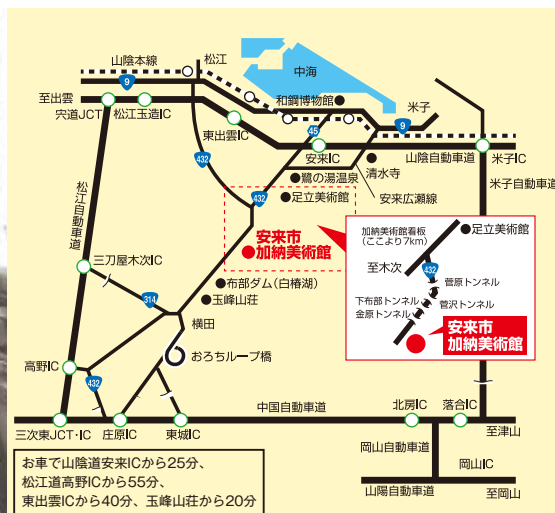 山陰本線
松江
中海
9
至出雲
和鋼博物館
米子
宍道JCT
松江玉造IC
東出雲IC
45
9
安来IC
山陰自動車道
米子IC
432
鷺の湯温泉
清水寺
米子自動車道
松江自動車道
432
足立美術館
安来広瀬線
安来市
加納美術館
加納美術館看板
(ここより7km)
足立美術館
至木次
432
菅原トンネル
下布部トンネル
菅沢トンネル
金原トンネル
安来市
加納美術館
三刀屋木次IC
布部ダム(白椿湖)
314
玉峰山荘
横田
おろちループ橋
高野IC
432
中国自動車道
北房IC
落合IC
三次東JCT・IC
庄原IC
東城IC
至津山
岡山自動車道
岡山IC
山陽自動車道
至岡山
お車で山陰道安来ICから25分、
松江道高野ICから55分、
東出雲ICから40分、玉峰山荘から20分